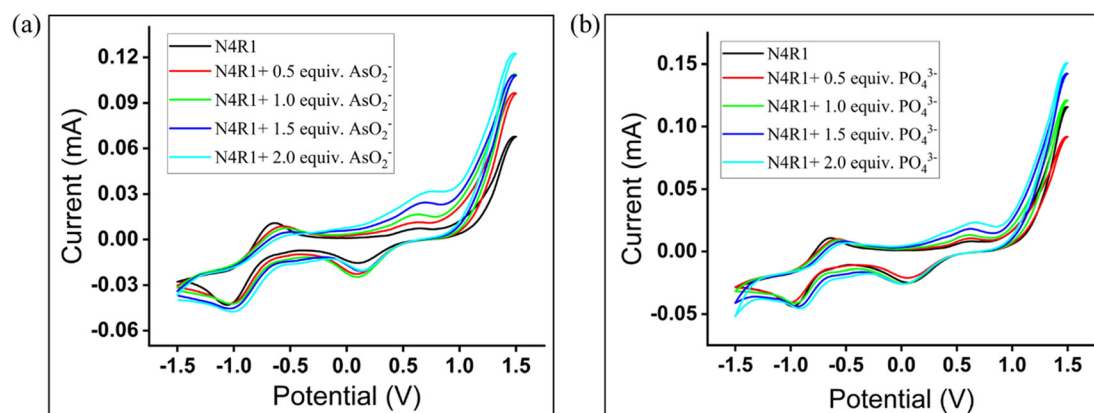 (a)
N4R1
N4R1+ 0.5 equiv. AsO₂⁻
N4R1+ 1.0 equiv. AsO₂⁻
N4R1+ 1.5 equiv. AsO₂⁻
N4R1+ 2.0 equiv. AsO₂⁻
Current (mA)
0.12
0.09
0.06
0.03
0.00
-0.03
-0.06
-1.5 -1.0 -0.5 0.0 0.5 1.0 1.5
Potential (V)
(b)
N4R1
N4R1+ 0.5 equiv. PO₄³⁻
N4R1+ 1.0 equiv. PO₄³⁻
N4R1+ 1.5 equiv. PO₄³⁻
N4R1+ 2.0 equiv. PO₄³⁻
Current (mA)
0.15
0.10
0.05
0.00
-0.05
-1.5 -1.0 -0.5 0.0 0.5 1.0 1.5
Potential (V)